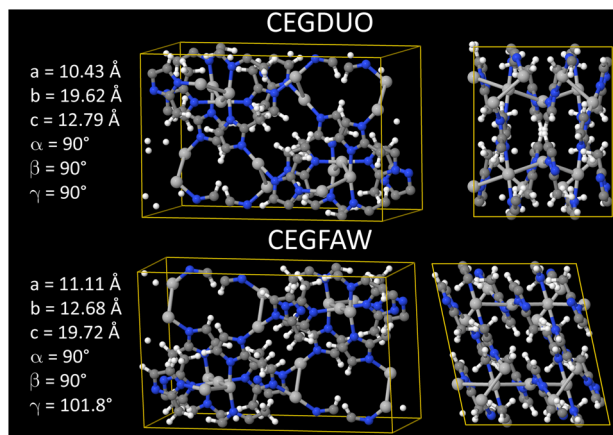 CEGDUO
a = 10.43 Å
b = 19.62 Å
c = 12.79 Å
α = 90°
β = 90°
γ = 90°
CEGFAW
a = 11.11 Å
b = 12.68 Å
c = 19.72 Å
α = 90°
β = 90°
γ = 101.8°